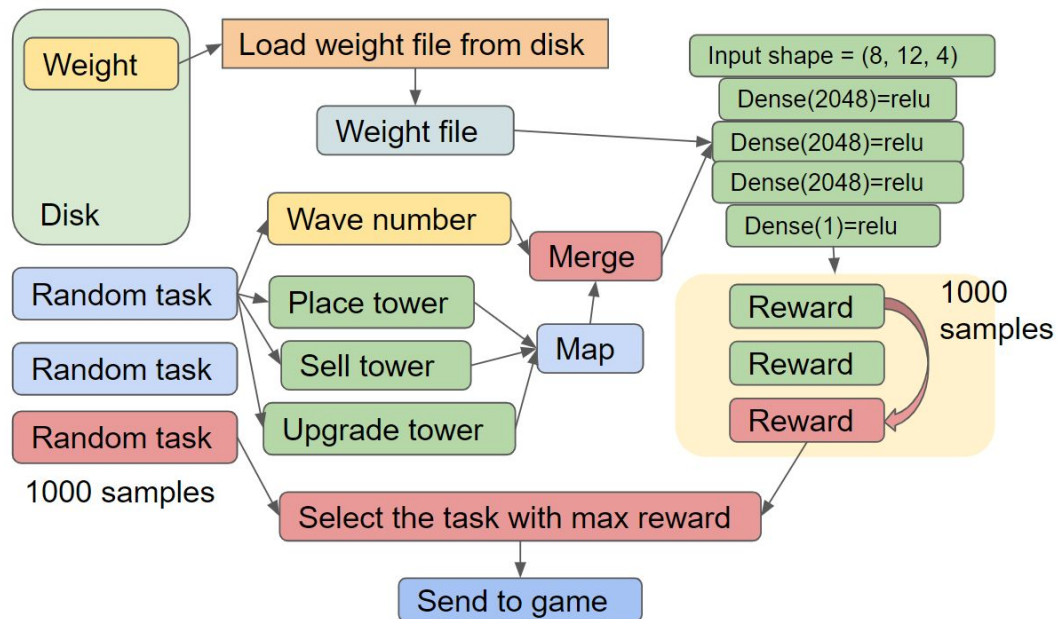 Weight
Disk
Load weight file from disk
Weight file
Input shape = (8, 12, 4)
Dense(2048)=relu
Dense(2048)=relu
Dense(2048)=relu
Dense(1)=relu
Wave number
Merge
Random task
Place tower
Map
Sell tower
Random task
Upgrade tower
Random task
1000 samples
Reward
Reward
Reward
1000
samples
Select the task with max reward
Send to game